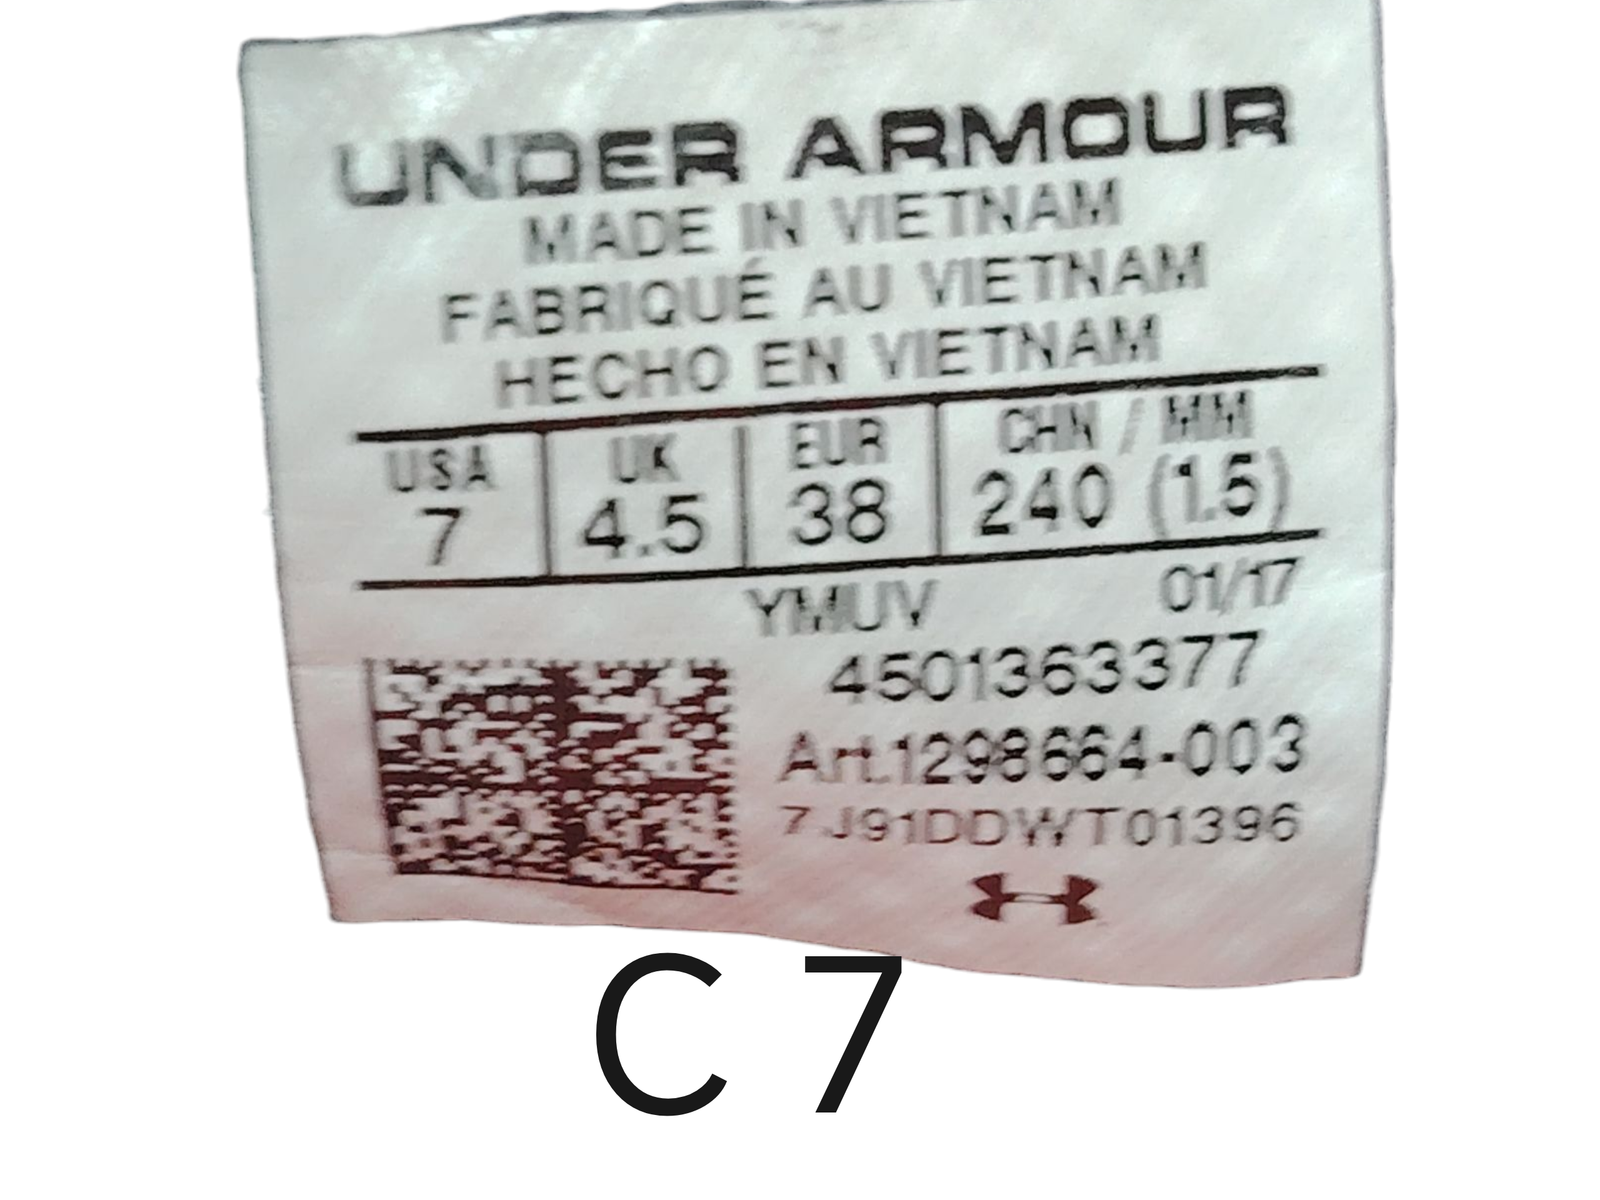 UNDER ARMOUR
MADE IN VIETNAM
FABRIQUÉ AU VIETNAM
HECHO EN VIETNAM
USA UK EUR CHN / MM
7 4.5 38 240 (1.5)
YMUV 01/17
4501363377
Art.1298664-003
7J91DDWT01396
C 7